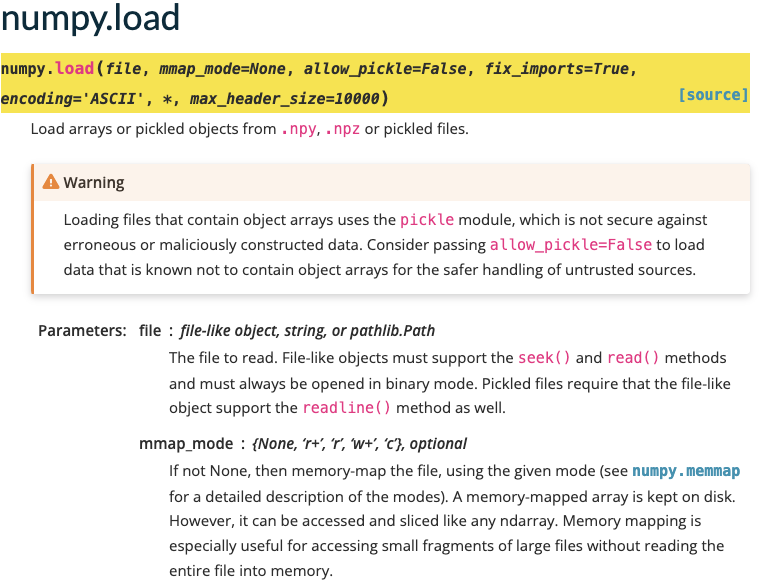 numpy.load
numpy.load(file, mmap_mode=None, allow_pickle=False, fix_imports=True,
encoding='ASCII', *, max_header_size=10000) [source]
Load arrays or pickled objects from .npy, .npz or pickled files.
Warning
Loading files that contain object arrays uses the pickle module, which is not secure against
erroneous or maliciously constructed data. Consider passing allow_pickle=False to load
data that is known not to contain object arrays for the safer handling of untrusted sources.
Parameters: file : file-like object, string, or pathlib.Path
The file to read. File-like objects must support the seek() and read() methods
and must always be opened in binary mode. Pickled files require that the file-like
object support the readline() method as well.
mmap_mode : {None, ‘r+’, ‘r’, ‘w+’, ‘c’}, optional
If not None, then memory-map the file, using the given mode (see numpy.memmap
for a detailed description of the modes). A memory-mapped array is kept on disk.
However, it can be accessed and sliced like any ndarray. Memory mapping is
especially useful for accessing small fragments of large files without reading the
entire file into memory.